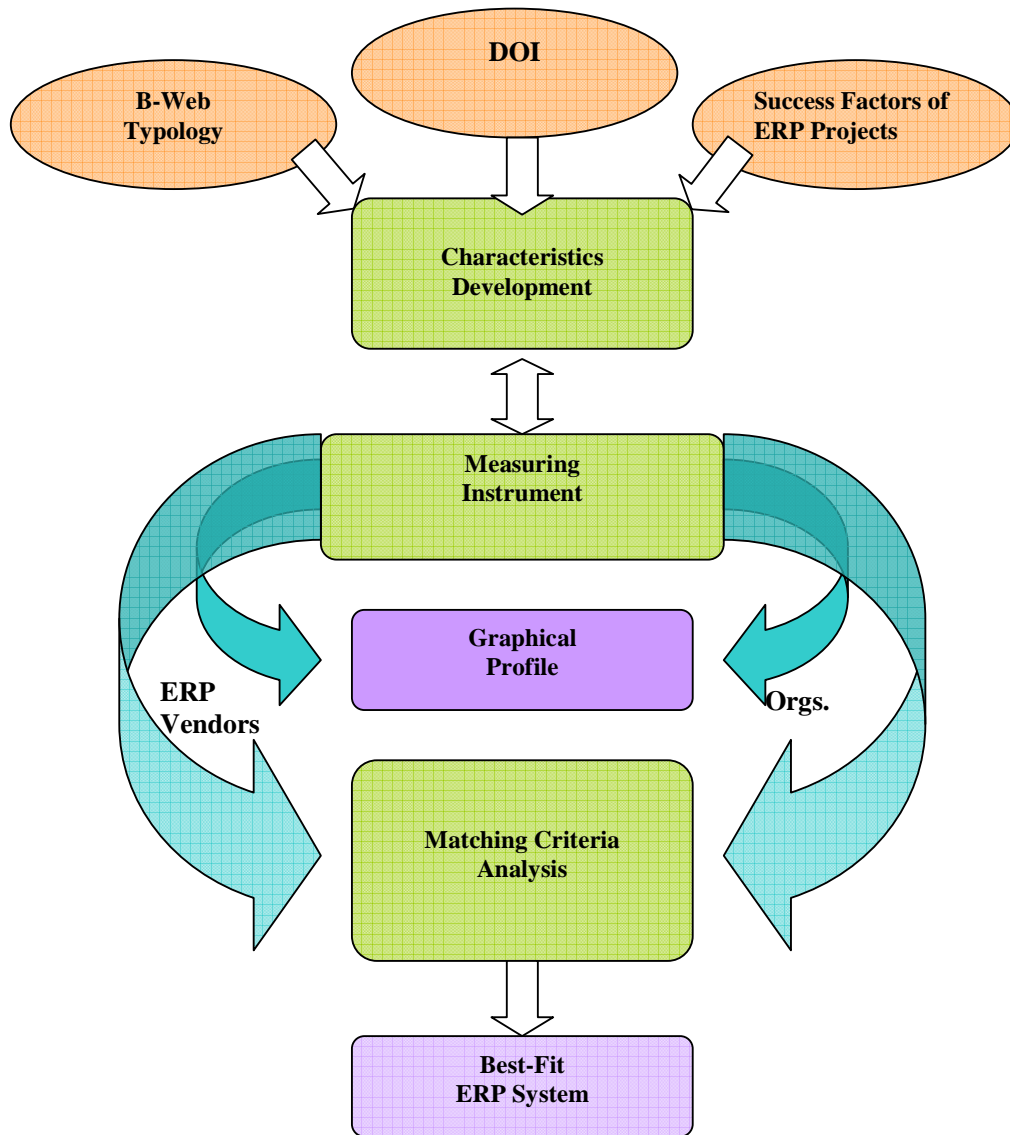 DOI
B-Web
Typology
Success Factors of
ERP Projects
Characteristics
Development
Measuring
Instrument
Graphical
Profile
ERP
Vendors
Orgs.
Matching Criteria
Analysis
Best-Fit
ERP System